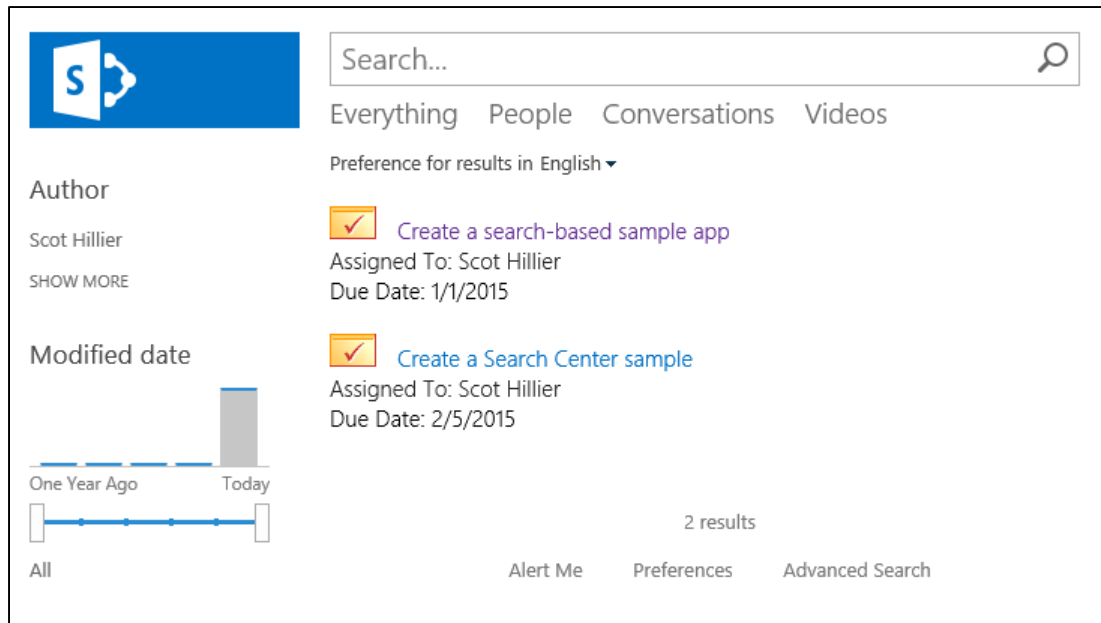 S
Search...
Everything People Conversations Videos
Preference for results in English
Author
Scot Hillier
SHOW MORE
Modified date
One Year Ago Today
All
Create a search-based sample app
Assigned To: Scot Hillier
Due Date: 1/1/2015
Create a Search Center sample
Assigned To: Scot Hillier
Due Date: 2/5/2015
2 results
Alert Me Preferences Advanced Search